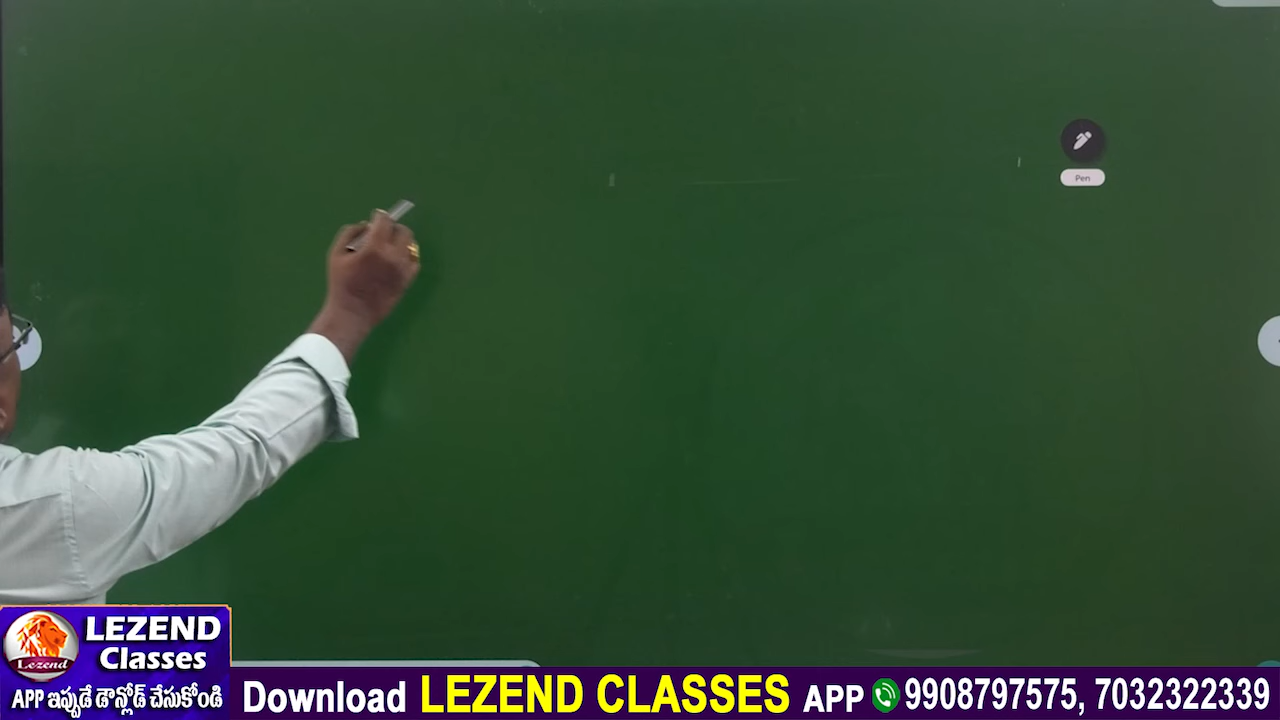 Pen
LEZEND
Classes
Lezend
APP ఇప్పుడే డౌన్లోడ్ చేసుకోండి
Download LEZEND CLASSES APP 9908797575, 7032322339